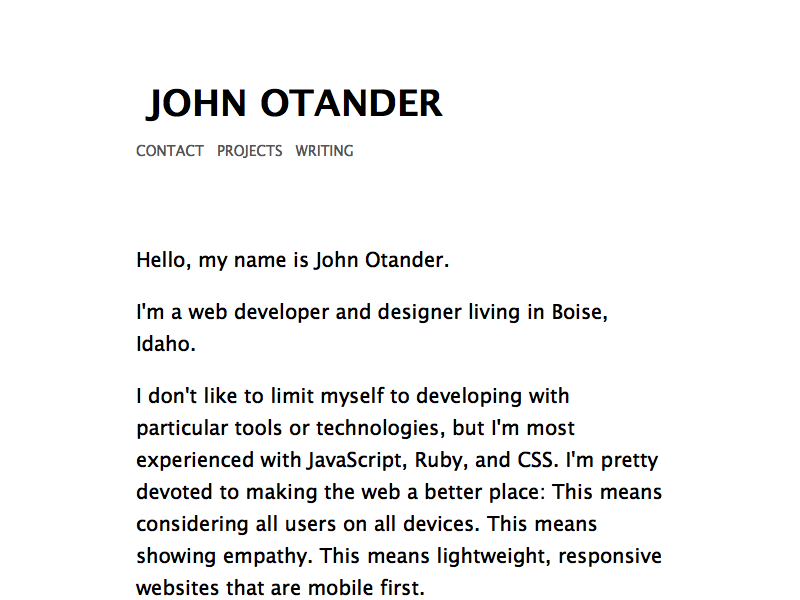 JOHN OTANDER
CONTACT PROJECTS WRITING
Hello, my name is John Otander.
I'm a web developer and designer living in Boise,
Idaho.
I don't like to limit myself to developing with
particular tools or technologies, but I'm most
experienced with JavaScript, Ruby, and CSS. I'm pretty
devoted to making the web a better place: This means
considering all users on all devices. This means
showing empathy. This means lightweight, responsive
websites that are mobile first.